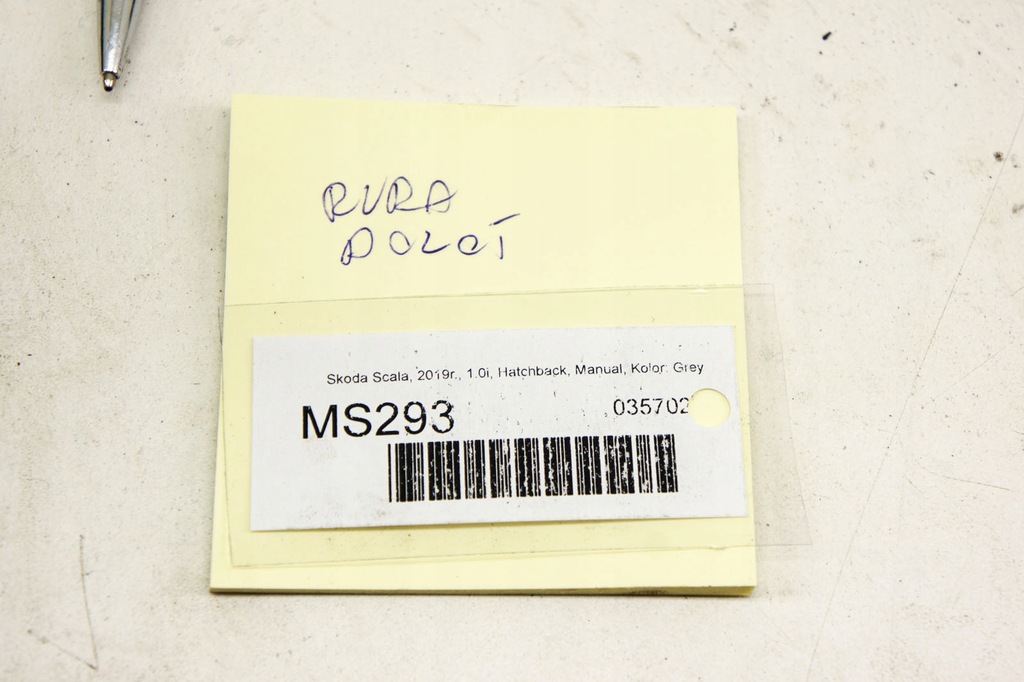 RURA
DOLOT
Skoda Scala, 2019r., 1.0i, Hatchback, Manual, Kolor: Grey
MS293
035702